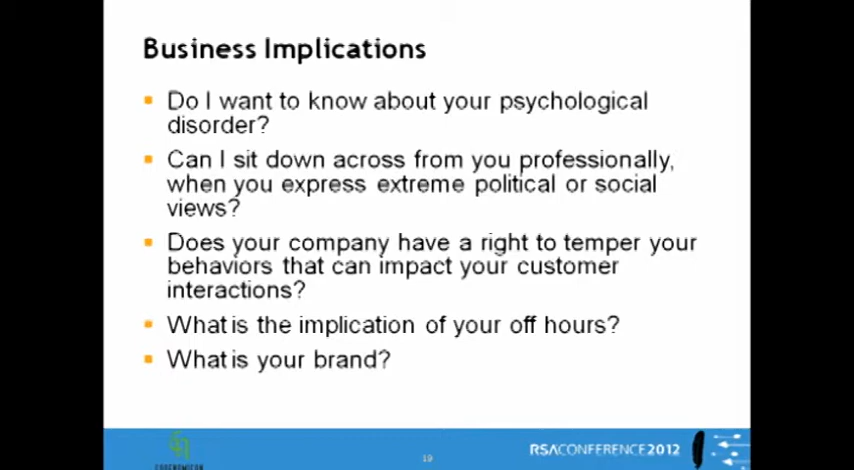 Business Implications
Do I want to know about your psychological
disorder?
Can I sit down across from you professionally,
when you express extreme political or social
views?
Does your company have a right to temper your
behaviors that can impact your customer
interactions?
What is the implication of your off hours?
What is your brand?
CODENOMICON
19
RSACONFERENCE2012